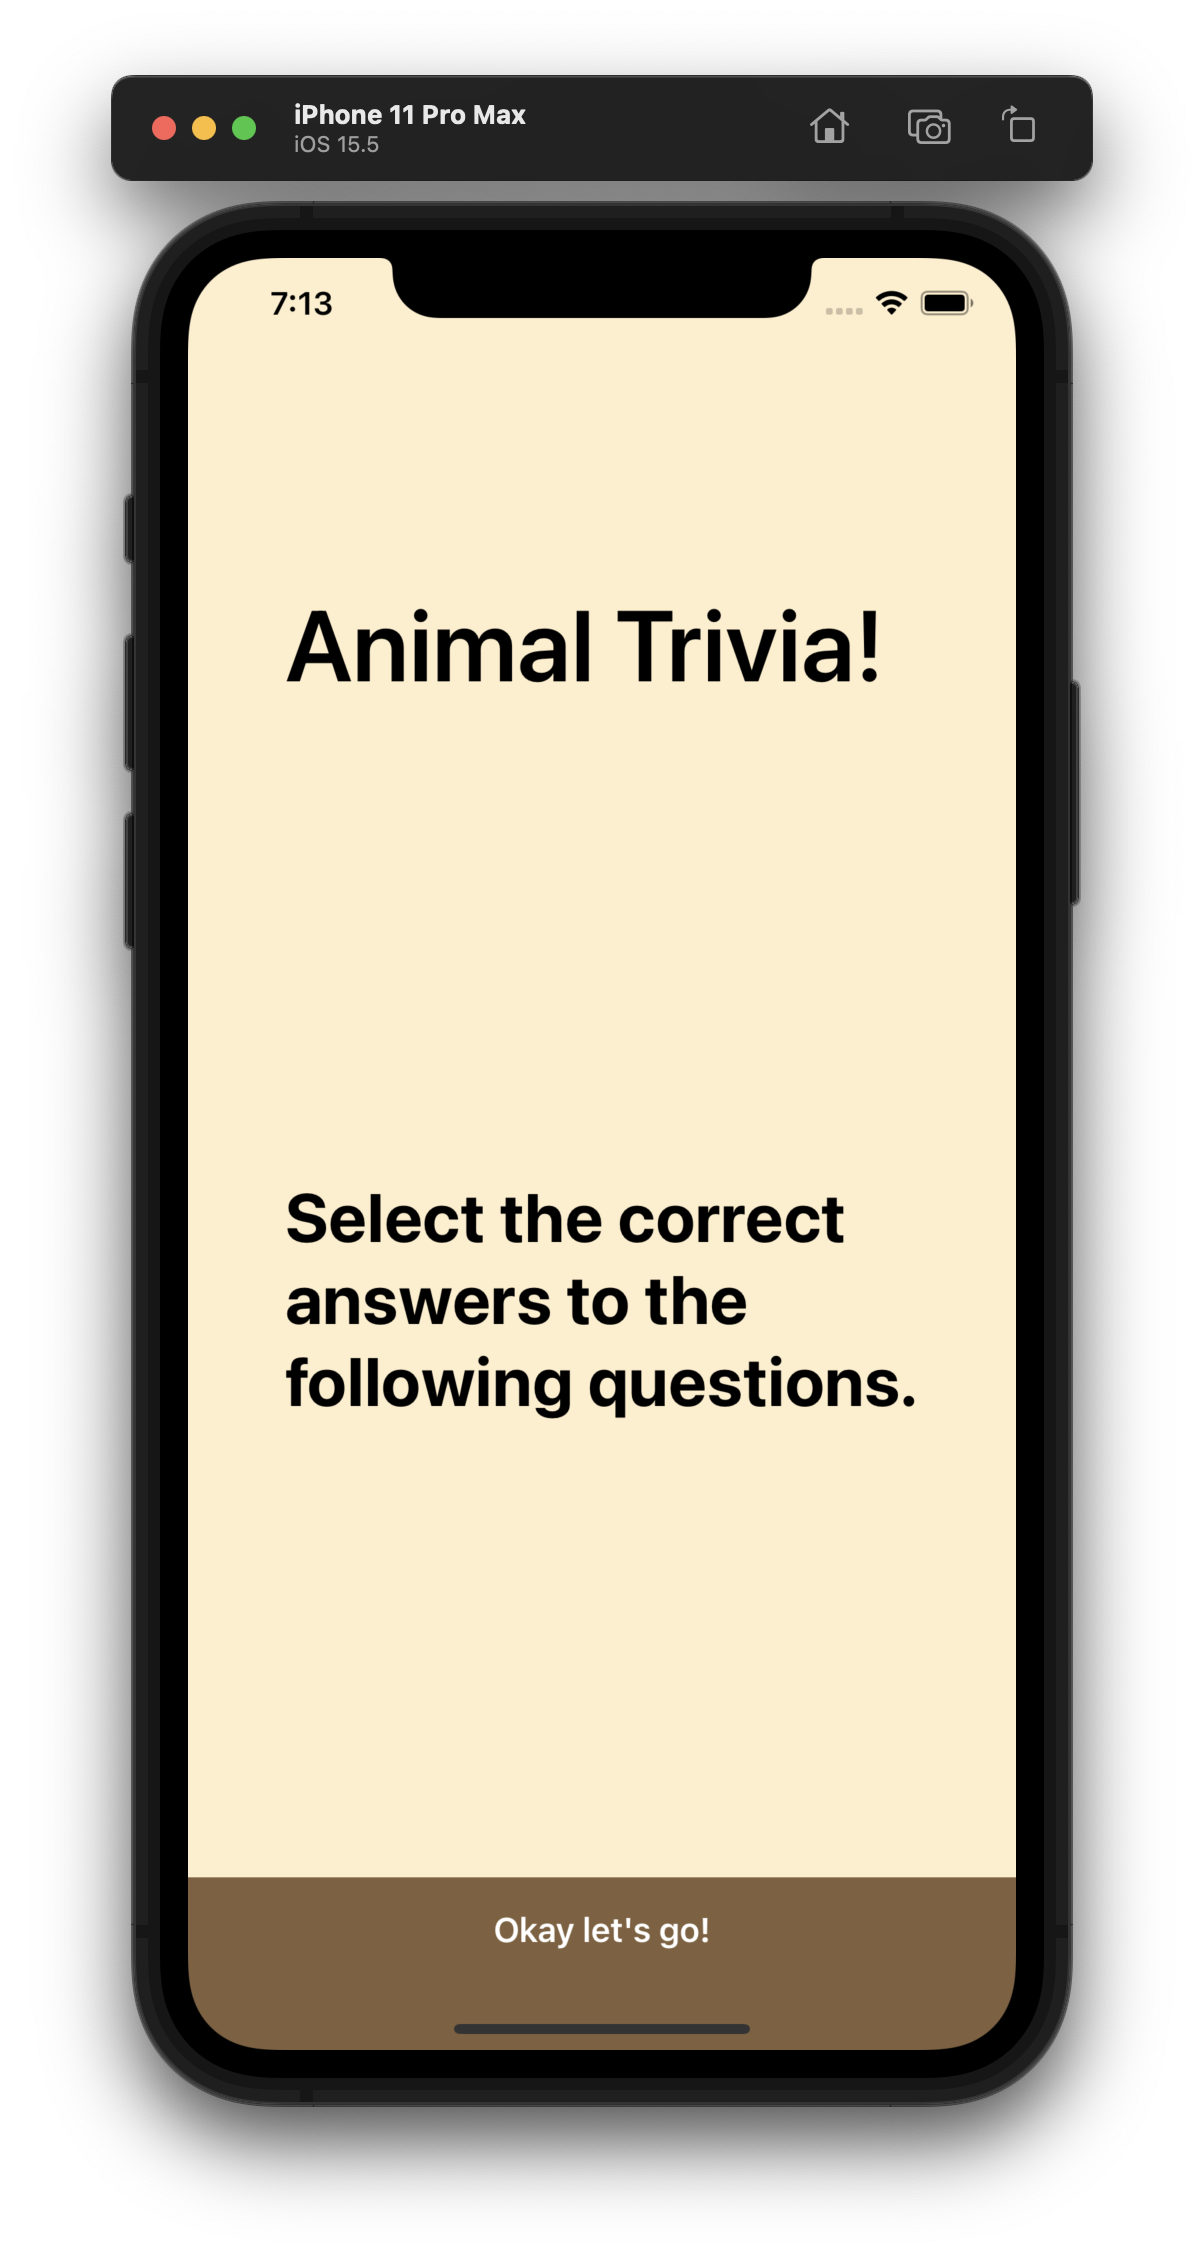 iPhone 11 Pro Max
iOS 15.5
7:13
Animal Trivia!
Select the correct
answers to the
following questions.
Okay let's go!